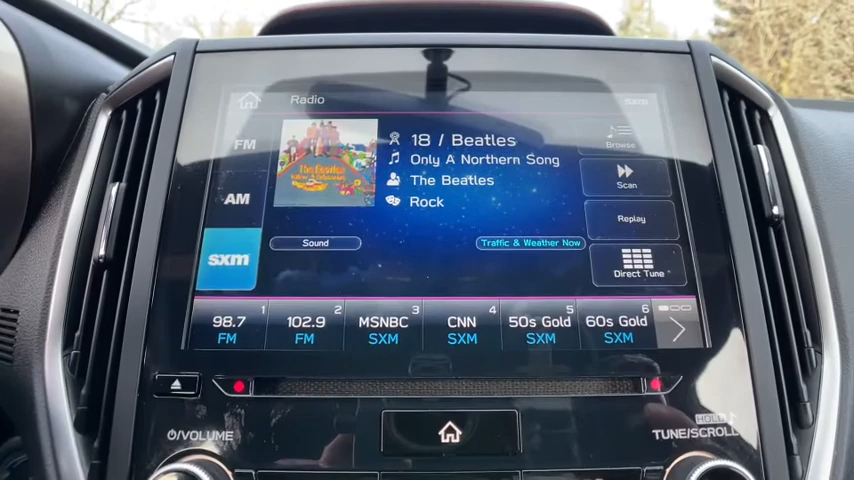 Radio
sxm
FM
18 / Beatles
Browse
Only A Northern Song
AM
The Beatles
Scan
Rock
Replay
Sound
Traffic & Weather Now
sxm
Direct Tune
1
2
3
4
5
6
98.7
102.9
MSNBC
CNN
50s Gold
60s Gold
FM
FM
SXM
SXM
SXM
SXM
HOLD
VOLUME
TUNE/SCROLL